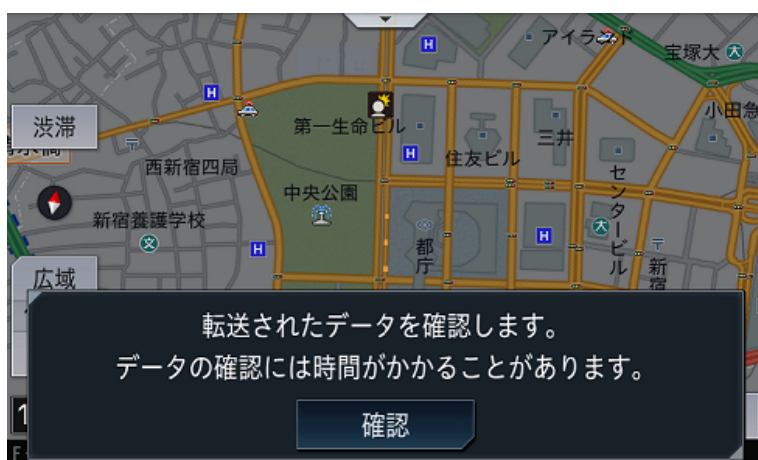 アイランド
宝塚大
H
H
小田急
渋滞
第一生命ビル
三井
H
住友ビル
西新宿四局
センタービル
中央公園
新宿養護学校
文
大
H
都庁
H
新宿
広域
転送されたデータを確認します。
データの確認には時間がかかることがあります。
確認
1